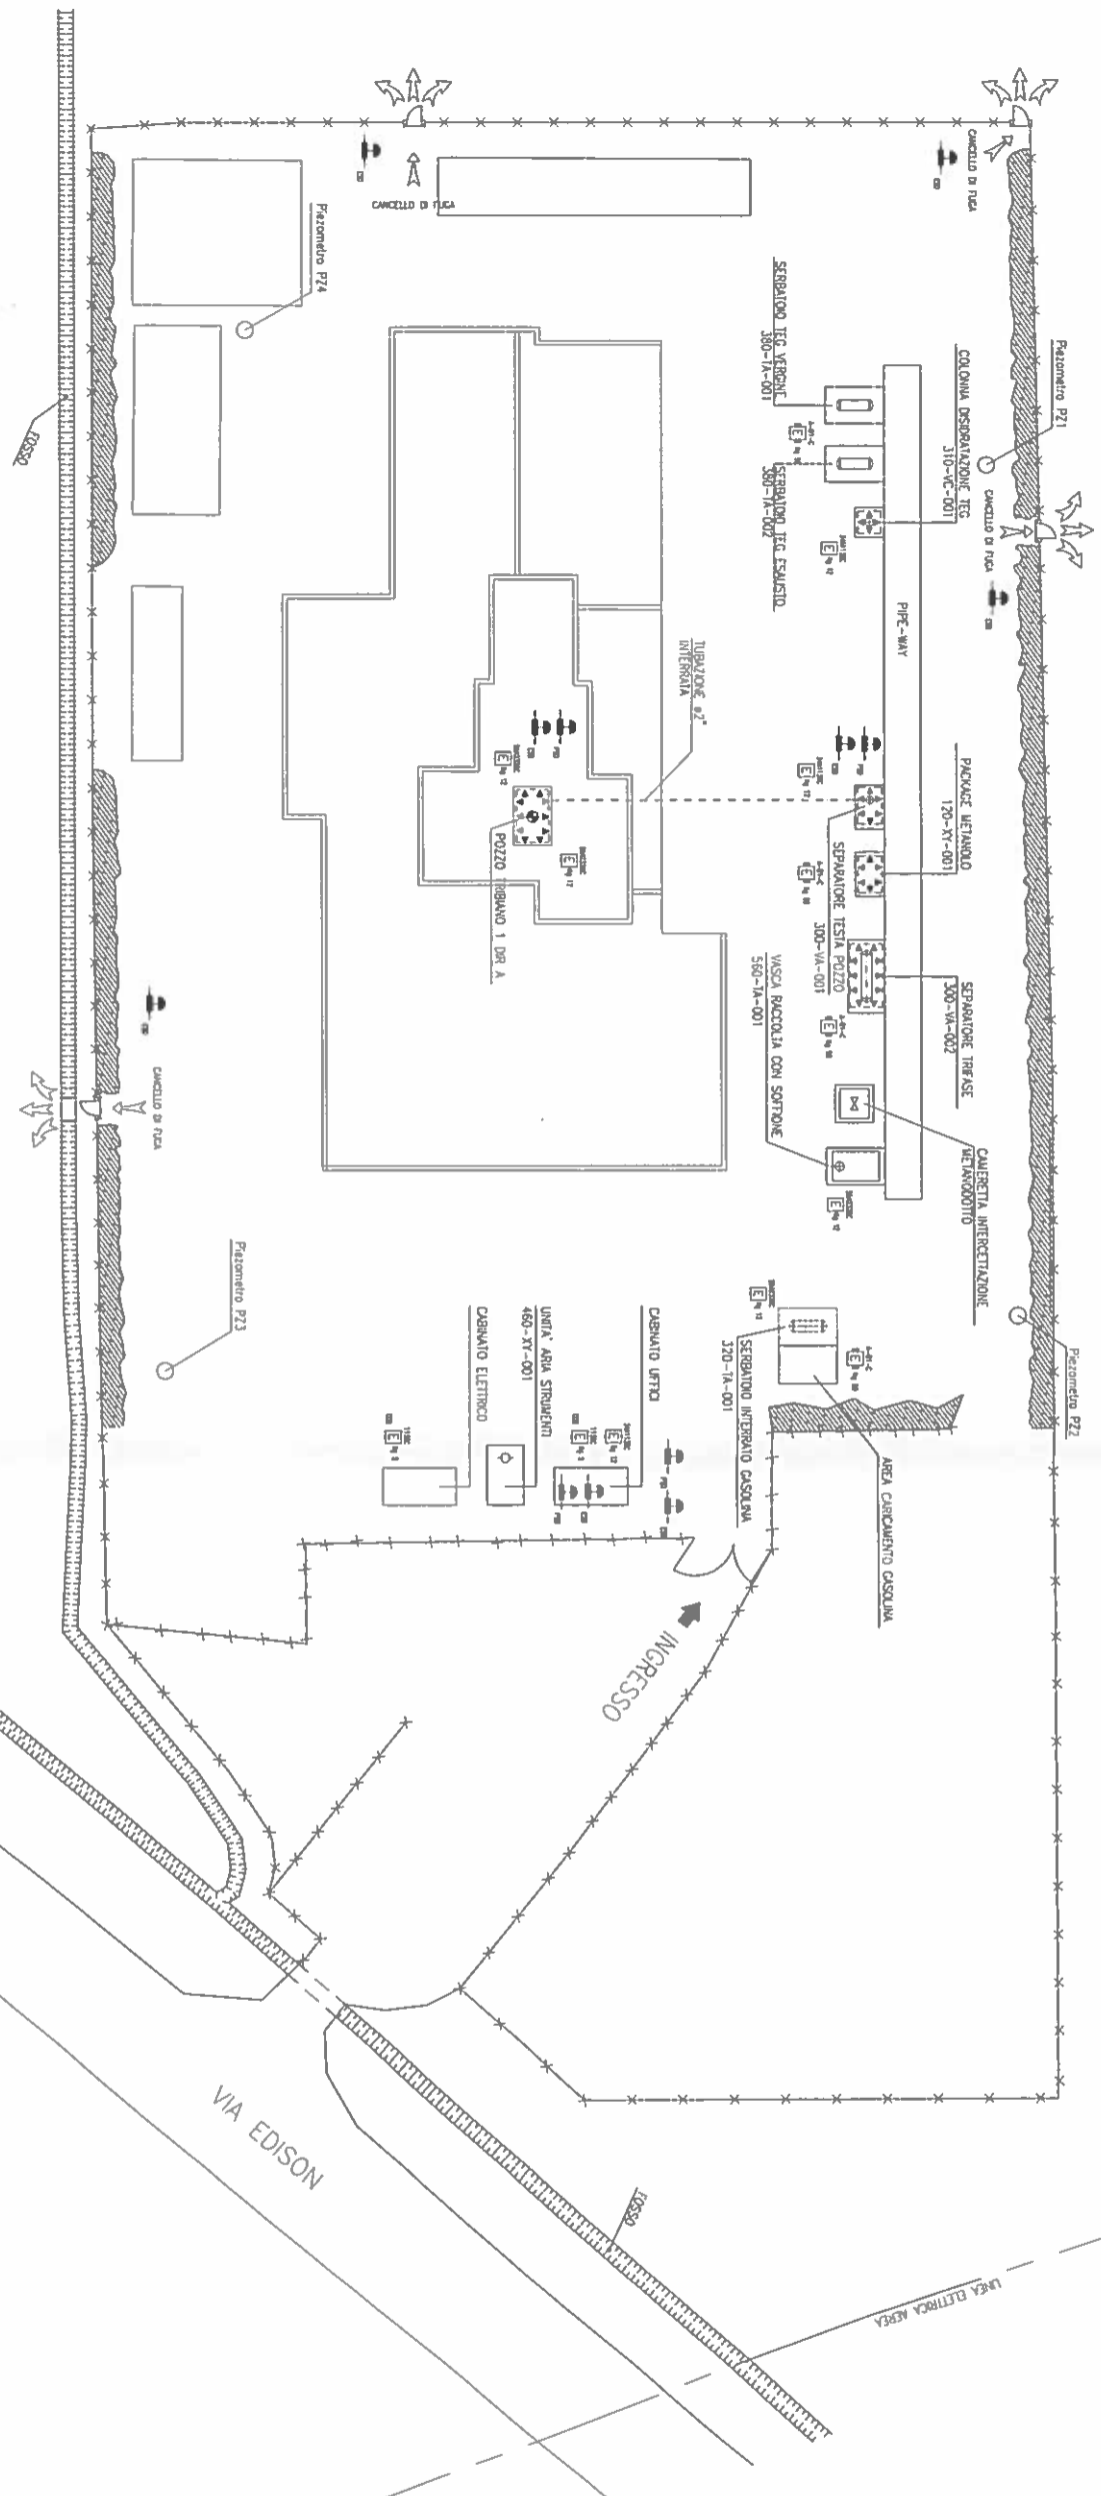 CANCELLO DI FUGA
CANCELLO DI FUGA
Piezometro PZ4
FOSSO
SERBATOIO TEG VERGINE
380-TA-001
SERBATOIO TEG ESAUSTO
380-TA-002
COLONNA DISIDRATAZIONE TEG
310-VC-001
Piezometro PZ1
CANCELLO DI FUGA
PIPE-WAY
TUBAZIONE ø2"
INTERRATA
PACKAGE METANOLO
120-XY-001
SEPARATORE TESTA POZZO
300-VA-001
POZZO TRIBIANO 1 DIR A
SEPARATORE TRIFASE
300-VA-002
VASCA RACCOLTA CON SOFFIONE
560-TA-001
CAMERETTA INTERCETTAZIONE
METANODOTTO
CANCELLO DI FUGA
Piezometro PZ3
Piezometro PZ2
CABINATO ELETTRICO
UNITA' ARIA STRUMENTI
460-XY-001
CABINATO UFFICI
SERBATOIO INTERRATO GASOLINA
320-TA-001
AREA CARICAMENTO GASOLINA
INGRESSO
VIA EDISON
FOSSO
LINEA ELETTRICA AEREA